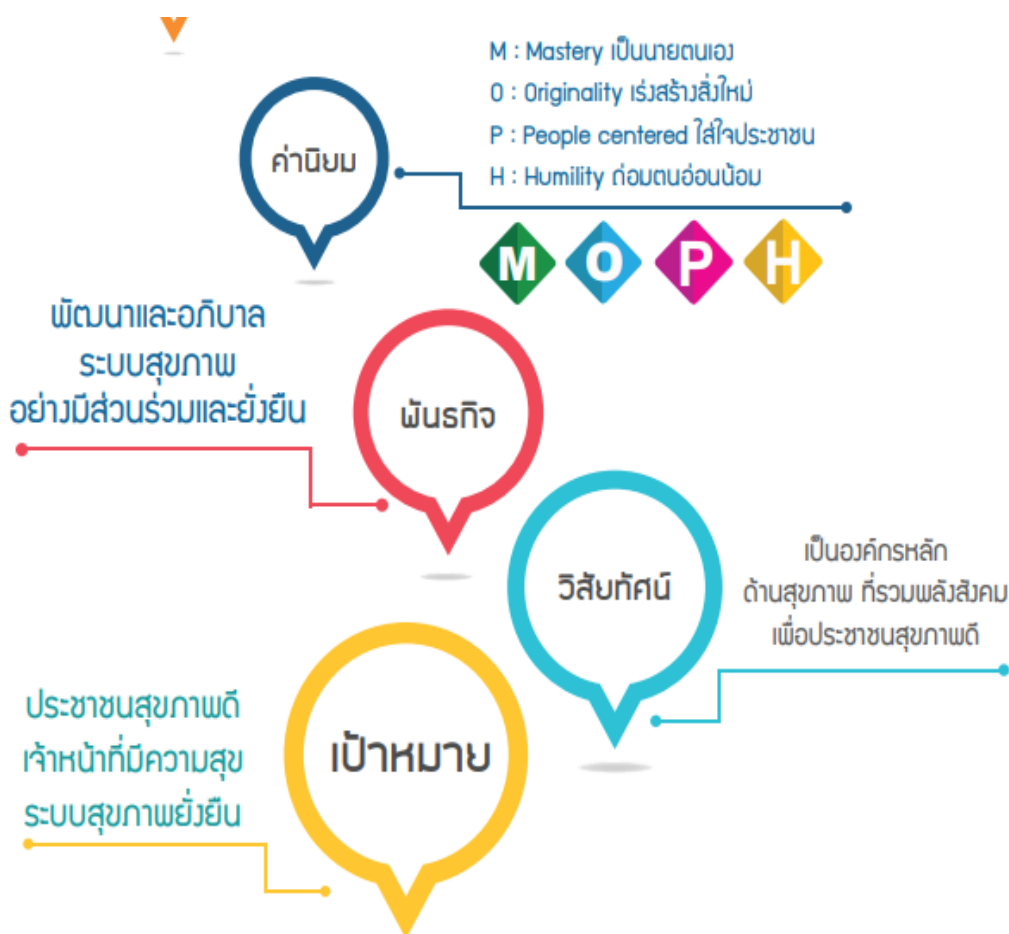 M : Mastery เป็นนายตนเอง
O : Originality เร่งสร้างสิ่งใหม่
P : People centered ใส่ใจประชาชน
H : Humility ถ่อมตนอ่อนน้อม
ค่านิยม
M O P H
พัฒนาและอภิบาล
ระบบสุขภาพ
อย่างมีส่วนร่วมและยั่งยืน
พันธกิจ
วิสัยทัศน์
เป็นองค์กรหลัก
ด้านสุขภาพ ที่รวมพลังสังคม
เพื่อประชาชนสุขภาพดี
ประชาชนสุขภาพดี
เจ้าหน้าที่มีความสุข
ระบบสุขภาพยั่งยืน
เป้าหมาย